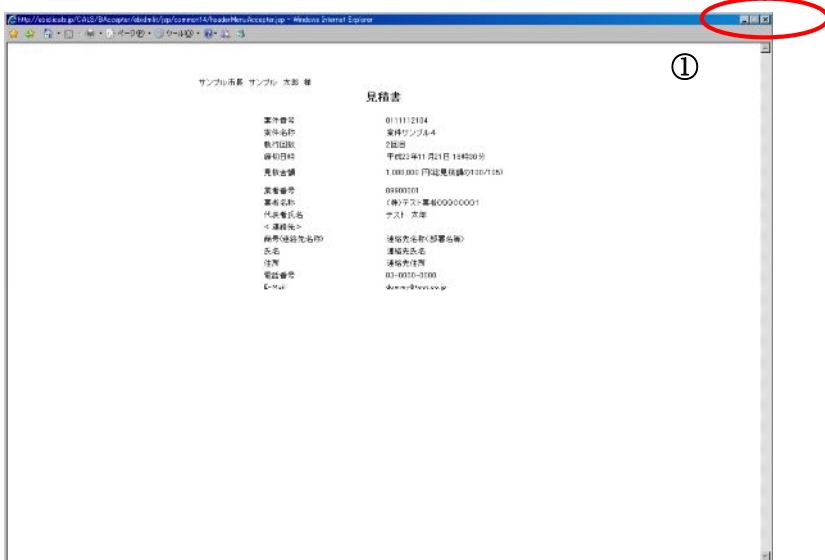 ①
サンプル市長 サンプル 太郎 様
見積書
案件番号 0111112104
案件名称 案件サンプル4
執行回数 2回目
締切日時 平成23年11月21日 16時30分
見積金額 1,000,000 円(総見積額の100/105)
業者番号 09900001
業者名称 (株)テスト業者09900001
代表者氏名 テスト 太郎
<連絡先>
商号(連絡先名称) 連絡先名称(部署名等)
氏名 連絡先氏名
住所 連絡先住所
電話番号 03-0000-0000
E-Mail